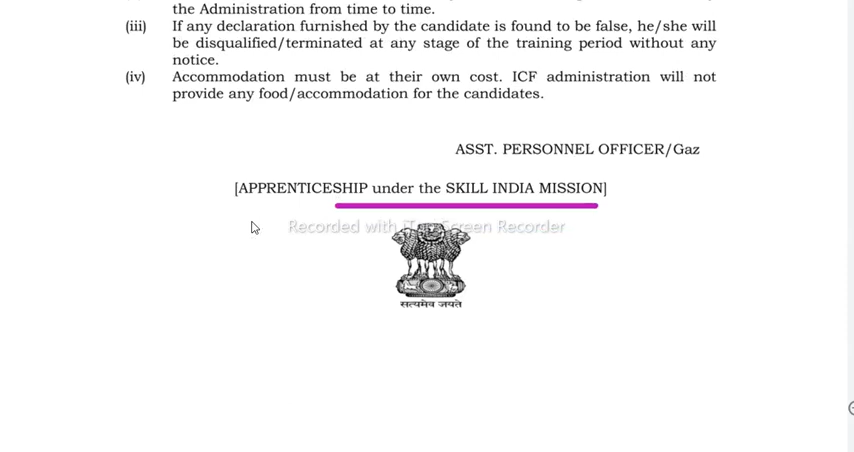 the Administration from time to time.
(iii) If any declaration furnished by the candidate is found to be false, he/she will
be disqualified/terminated at any stage of the training period without any
notice.
(iv) Accommodation must be at their own cost. ICF administration will not
provide any food/accommodation for the candidates.
ASST. PERSONNEL OFFICER/Gaz
[APPRENTICESHIP under the SKILL INDIA MISSION]
Recorded with Screen Recorder
सत्यमेव जयते